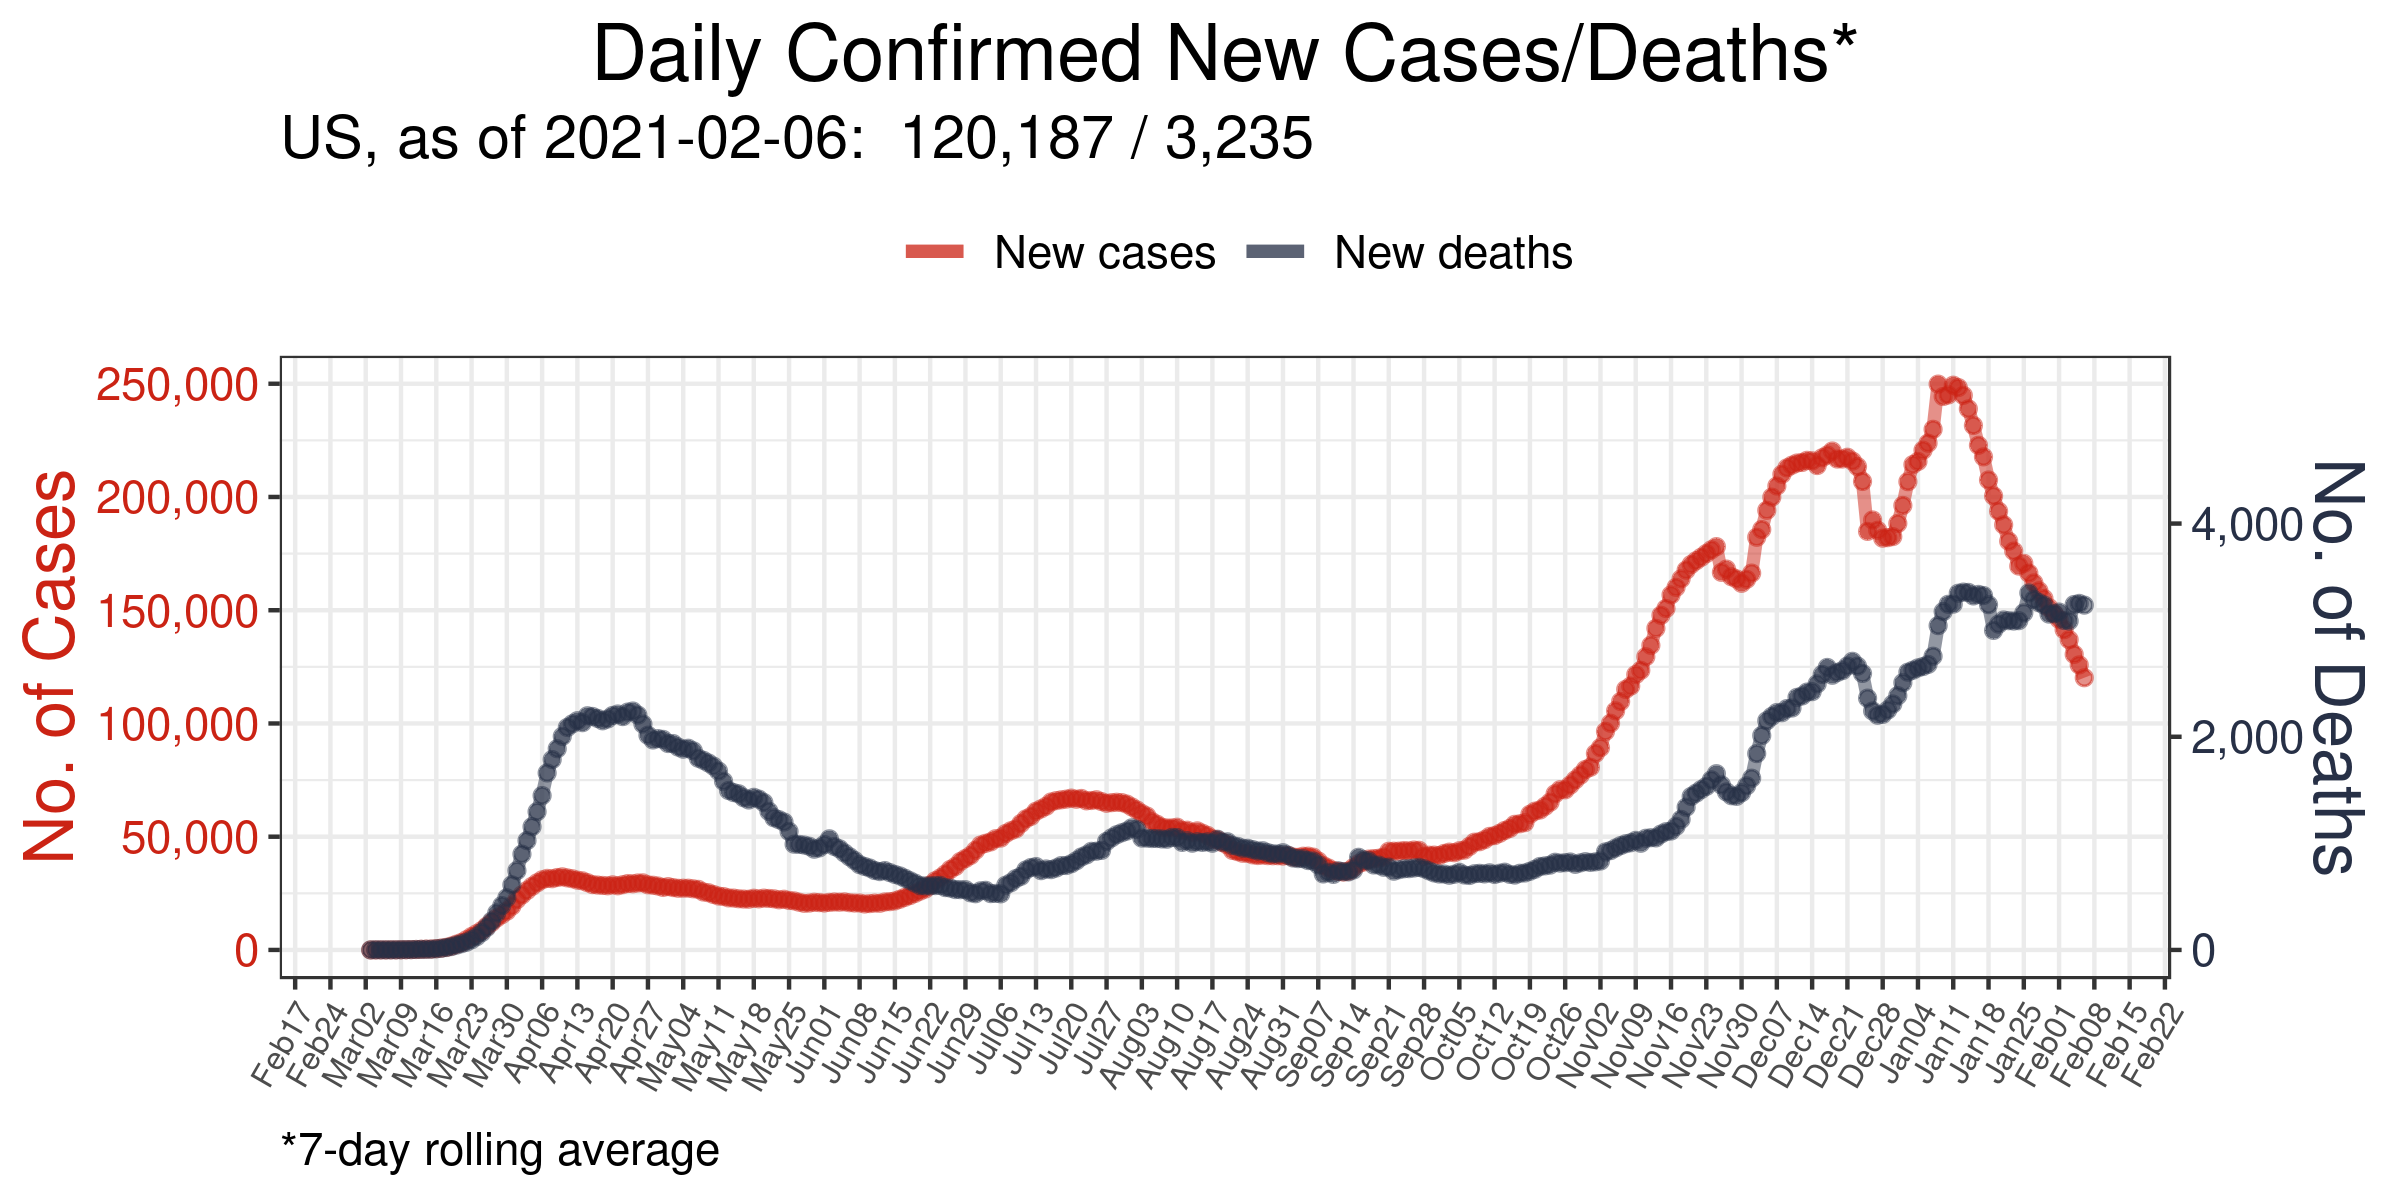 Daily Confirmed New Cases/Deaths*
US, as of 2021-02-06:  120,187 / 3,235
New cases
New deaths
No. of Cases
250,000
200,000
150,000
100,000
50,000
0
4,000
2,000
0
No. of Deaths
Feb17
Feb24
Mar02
Mar09
Mar16
Mar23
Mar30
Apr06
Apr13
Apr20
Apr27
May04
May11
May18
May25
Jun01
Jun08
Jun15
Jun22
Jun29
Jul06
Jul13
Jul20
Jul27
Aug03
Aug10
Aug17
Aug24
Aug31
Sep07
Sep14
Sep21
Sep28
Oct05
Oct12
Oct19
Oct26
Nov02
Nov09
Nov16
Nov23
Nov30
Dec07
Dec14
Dec21
Dec28
Jan04
Jan11
Jan18
Jan25
Feb01
Feb08
Feb15
Feb22
*7-day rolling average